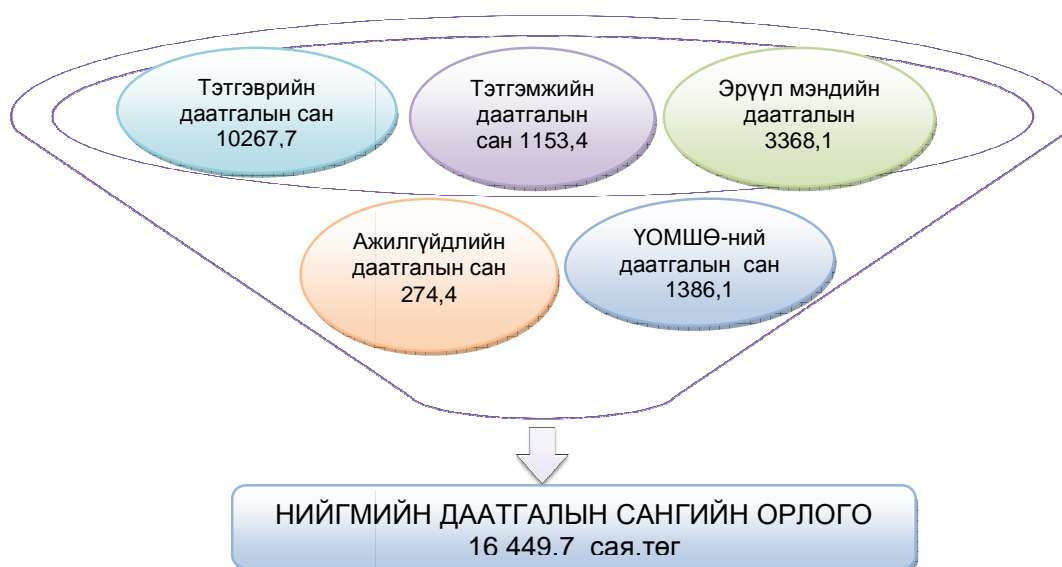 Тэтгэврийн
даатгалын сан
10267,7
Тэтгэмжийн
даатгалын
сан 1153,4
Эрүүл мэндийн
даатгалын
3368,1
Ажилгүйдлийн
даатгалын сан
274,4
ҮОМШӨ-ний
даатгалын сан
1386,1
НИЙГМИЙН ДААТГАЛЫН САНГИЙН ОРЛОГО
16 449.7 сая.төг